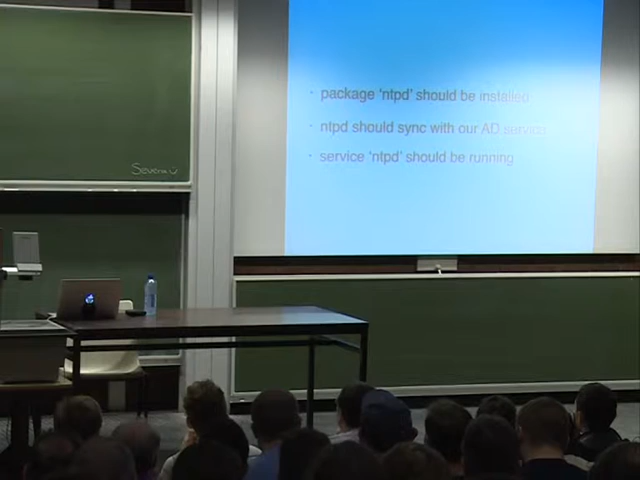 · package 'ntpd' should be installed
· ntpd should sync with our AD service
· service 'ntpd' should be running